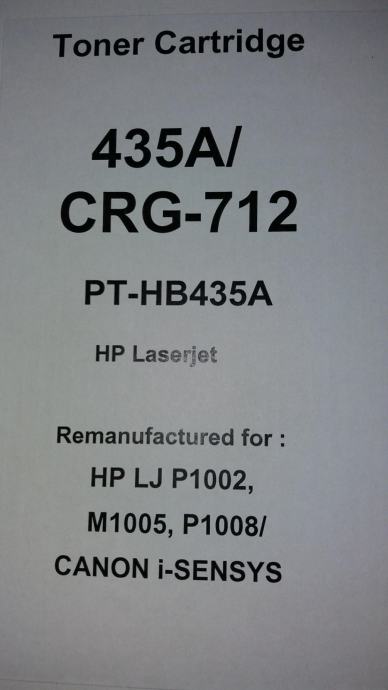 Toner Cartridge
435A/
CRG-712
PT-HB435A
HP Laserjet
Remanufactured for :
HP LJ P1002,
M1005, P1008/
CANON i-SENSYS